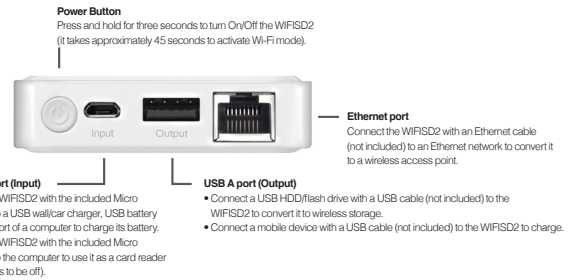 Power Button
Press and hold for three seconds to turn On/Off the WIFISD2
(it takes approximately 45 seconds to activate Wi-Fi mode).
Input
Output
Ethernet port
Connect the WIFISD2 with an Ethernet cable
(not included) to an Ethernet network to convert it
to a wireless access point.
ort (Input)
WIFISD2 with the included Micro
a USB wall/car charger, USB battery
ort of a computer to charge its battery.
WIFISD2 with the included Micro
the computer to use it as a card reader
s to be off).
USB A port (Output)
• Connect a USB HDD/flash drive with a USB cable (not included) to the
WIFISD2 to convert it to wireless storage.
• Connect a mobile device with a USB cable (not included) to the WIFISD2 to charge.